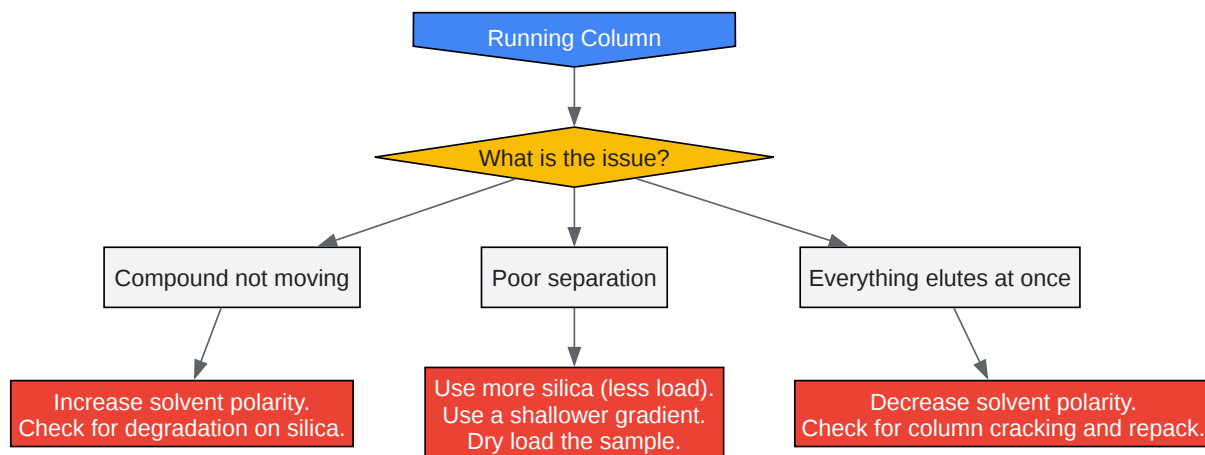 Running Column
What is the issue?
Compound not moving
Poor separation
Everything elutes at once
Increase solvent polarity.
Check for degradation on silica.
Use more silica (less load).
Use a shallower gradient.
Dry load the sample.
Decrease solvent polarity.
Check for column cracking and repack.